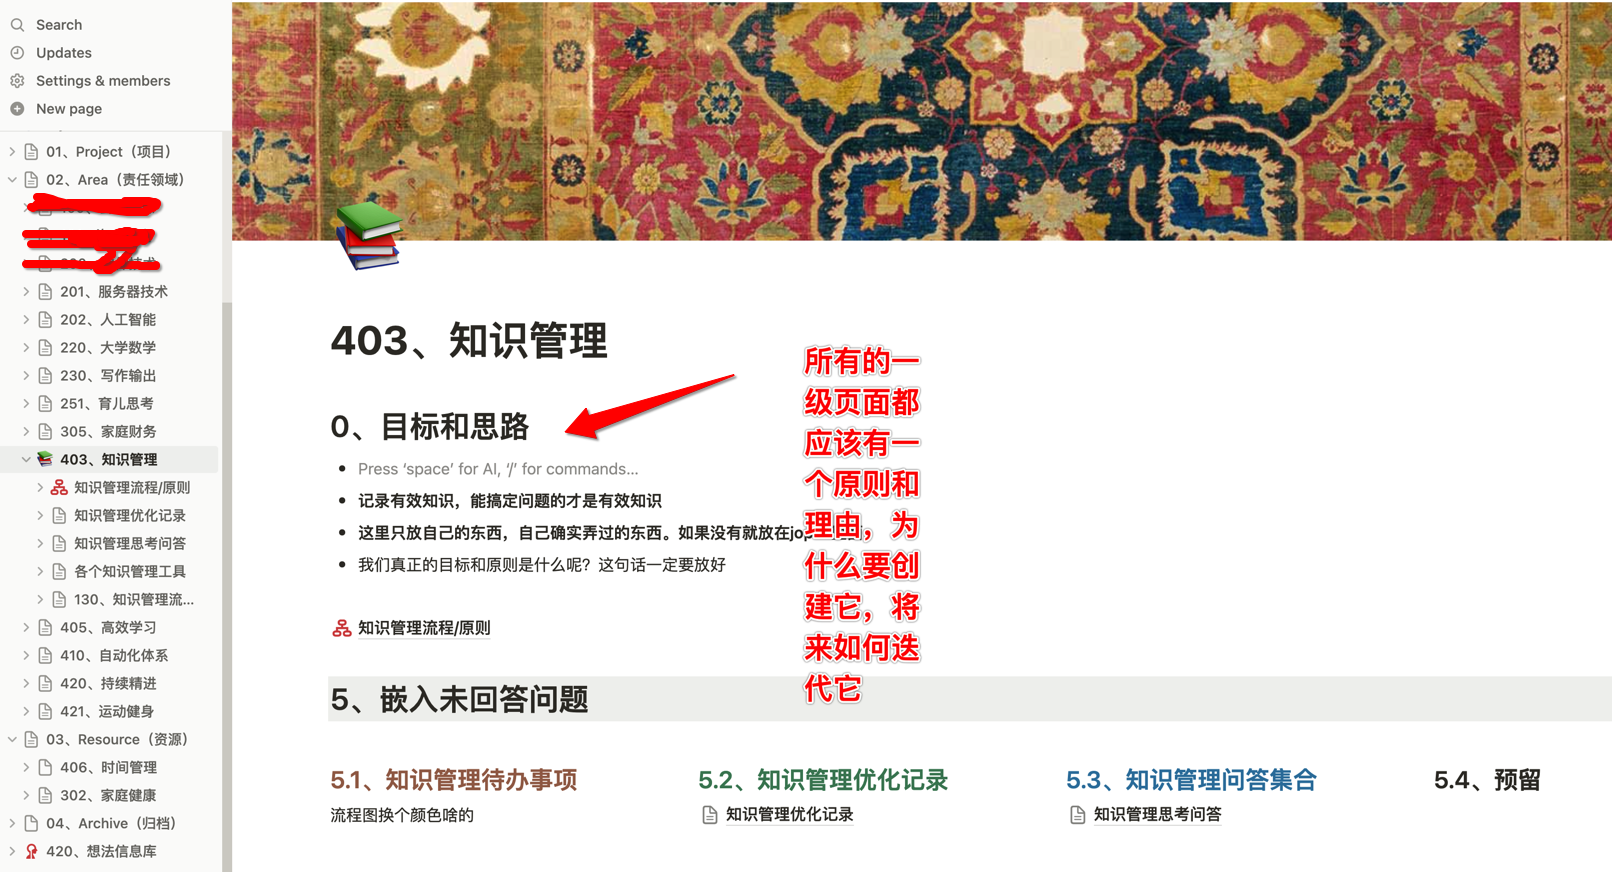 Search
Updates
Settings & members
New page
01、Project（项目）
02、Area（责任领域）
201、服务器技术
202、人工智能
220、大学数学
230、写作输出
251、育儿思考
305、家庭财务
403、知识管理
知识管理流程/原则
知识管理优化记录
知识管理思考问答
各个知识管理工具
130、知识管理流...
405、高效学习
410、自动化体系
420、持续精进
421、运动健身
03、Resource（资源）
406、时间管理
302、家庭健康
04、Archive（归档）
420、想法信息库
403、知识管理
0、目标和思路
Press ‘space’ for AI, ‘/’ for commands...
记录有效知识，能搞定问题的才是有效知识
这里只放自己的东西，自己确实弄过的东西。如果没有就放在jop
我们真正的目标和原则是什么呢？这句话一定要放好
知识管理流程/原则
所有的一
级页面都
应该有一
个原则和
理由，为
什么要创
建它，将
来如何迭
代它
5、嵌入未回答问题
5.1、知识管理待办事项
流程图换个颜色啥的
5.2、知识管理优化记录
知识管理优化记录
5.3、知识管理问答集合
知识管理思考问答
5.4、预留